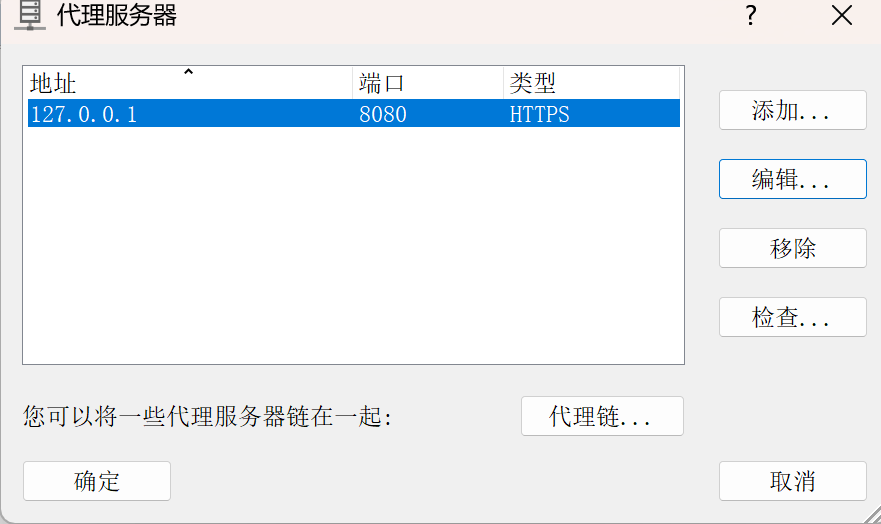 代理服务器
地址 端口 类型
127.0.0.1 8080 HTTPS
添加...
编辑...
移除
检查...
您可以将一些代理服务器链在一起: 代理链...
确定 取消